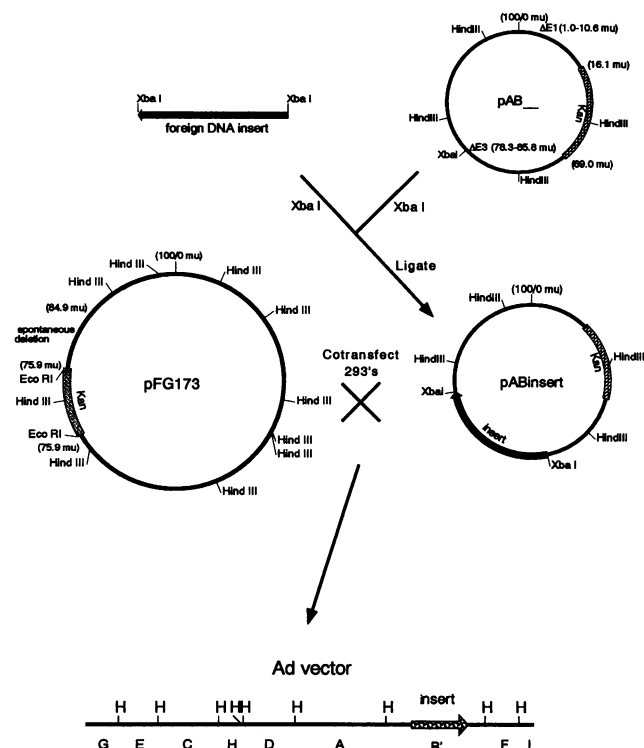 (100/0 mu)
HindIII
ΔE1(1.0-10.6 mu)
(16.1 mu)
Xba I
Xba I
foreign DNA insert
pAB__
Kan
HindIII
HindIII
XbaI
ΔE3 (78.3-85.8 mu)
(69.0 mu)
HindIII
Xba I
Xba I
Ligate
(100/0 mu)
Hind III
Hind III
Hind III
Hind III
(84.9 mu)
spontaneous
deletion
(75.9 mu)
Eco RI
Kan
Hind III
pFG173
Hind III
Eco RI
(75.9 mu)
Hind III
Hind III
Hind III
Hind III
Cotransfect
293's
(100/0 mu)
HindIII
Kan
HindIII
HindIII
XbaI
pABinsert
insert
HindIII
Xba I
Ad vector
insert
H H H H H H H H H
G E C H D A B' F I